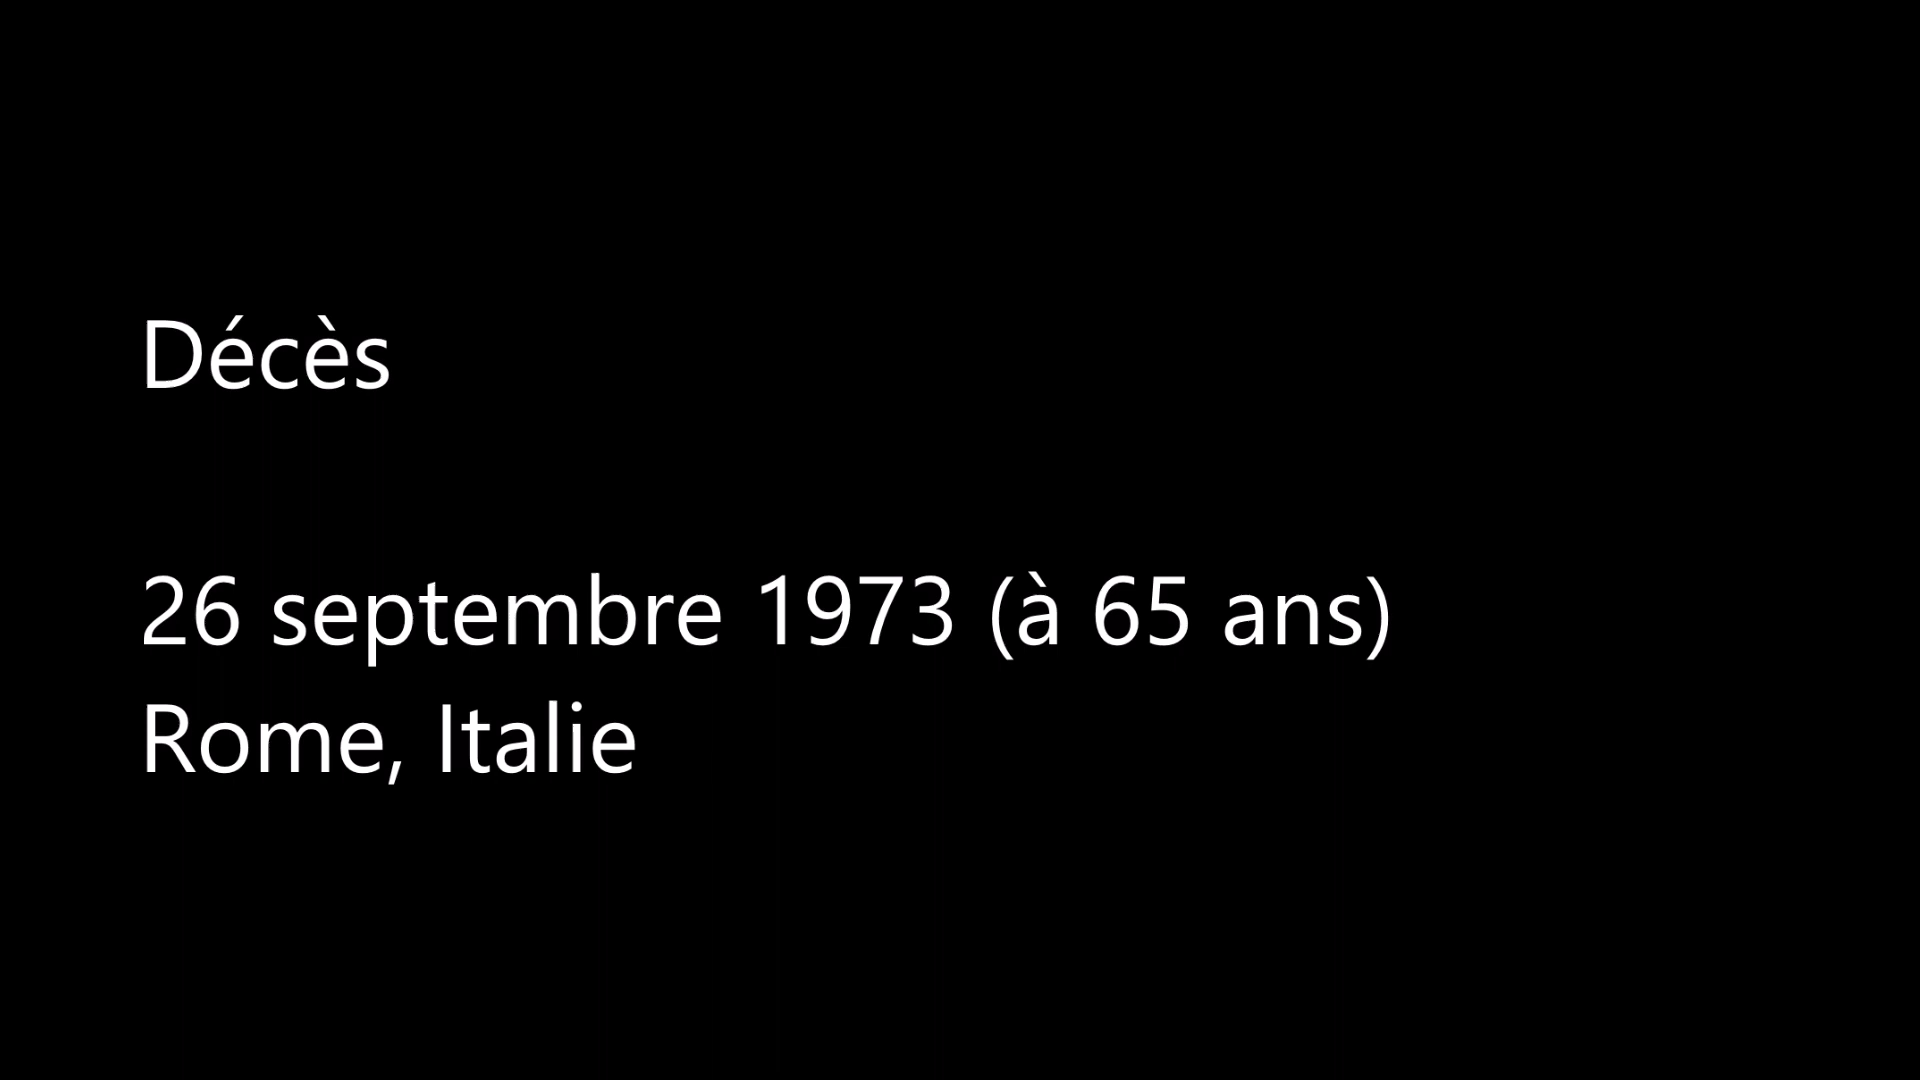 Décès
26 septembre 1973 (à 65 ans)
Rome, Italie